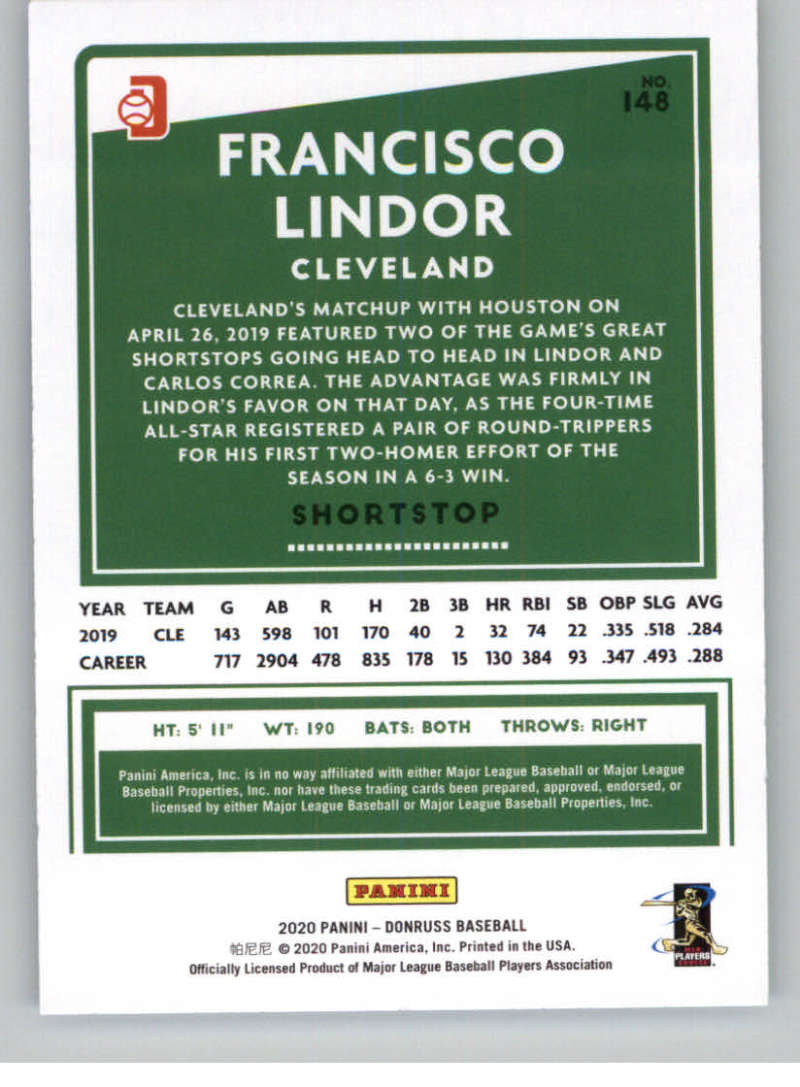 NO.
148
FRANCISCO
LINDOR
CLEVELAND
CLEVELAND'S MATCHUP WITH HOUSTON ON
APRIL 26, 2019 FEATURED TWO OF THE GAME'S GREAT
SHORTSTOPS GOING HEAD TO HEAD IN LINDOR AND
CARLOS CORREA. THE ADVANTAGE WAS FIRMLY IN
LINDOR'S FAVOR ON THAT DAY, AS THE FOUR-TIME
ALL-STAR REGISTERED A PAIR OF ROUND-TRIPPERS
FOR HIS FIRST TWO-HOMER EFFORT OF THE
SEASON IN A 6-3 WIN.
SHORTSTOP
YEAR TEAM G AB R H 2B 3B HR RBI SB OBP SLG AVG
2019 CLE 143 598 101 170 40 2 32 74 22 .335 .518 .284
CAREER 717 2904 478 835 178 15 130 384 93 .347 .493 .288
HT: 5' 11" WT: 190 BATS: BOTH THROWS: RIGHT
Panini America, Inc. is in no way affiliated with either Major League Baseball or Major League
Baseball Properties, Inc. nor have these trading cards been prepared, approved, endorsed, or
licensed by either Major League Baseball or Major League Baseball Properties, Inc.
PANINI
2020 PANINI – DONRUSS BASEBALL
帕尼尼 © 2020 Panini America, Inc. Printed in the USA.
Officially Licensed Product of Major League Baseball Players Association
PLAYERS